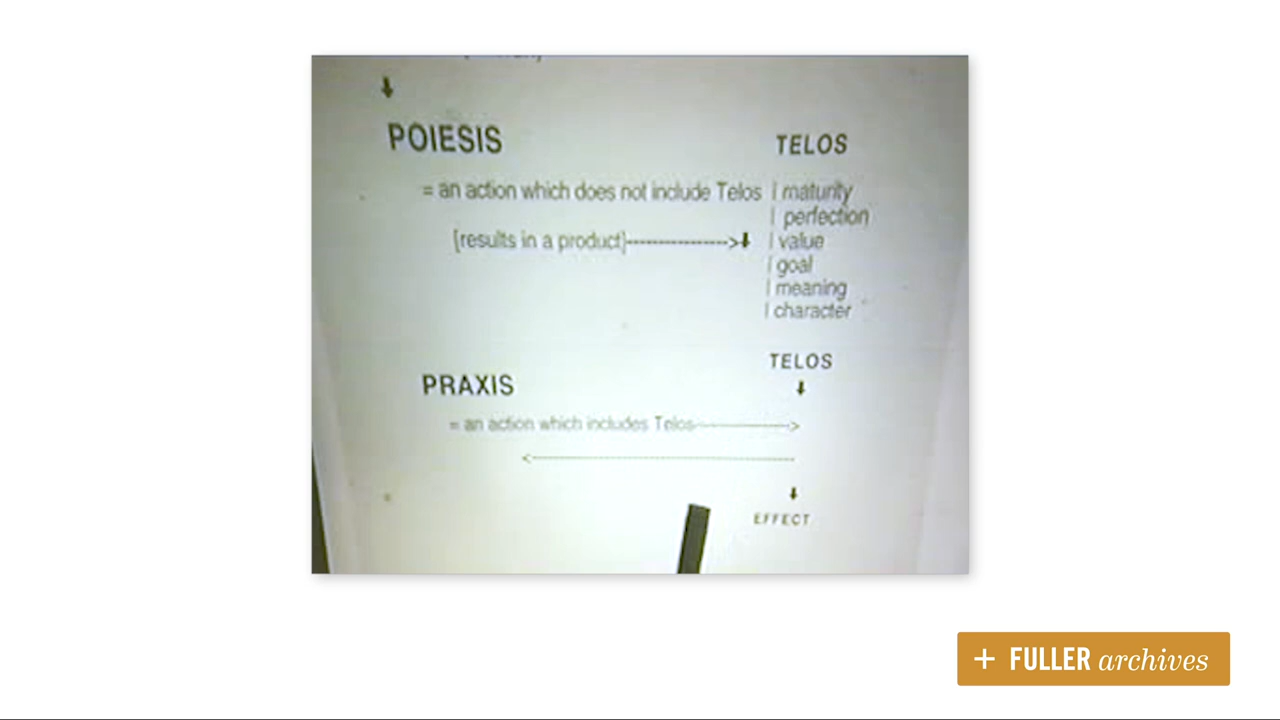 POIESIS
TELOS
= an action which does not include Telos | maturity
| perfection
[results in a product]--------------->⬇ | value
| goal
| meaning
| character
TELOS
PRAXIS
= an action which includes Telos---------->
<----------
EFFECT
+ FULLER archives